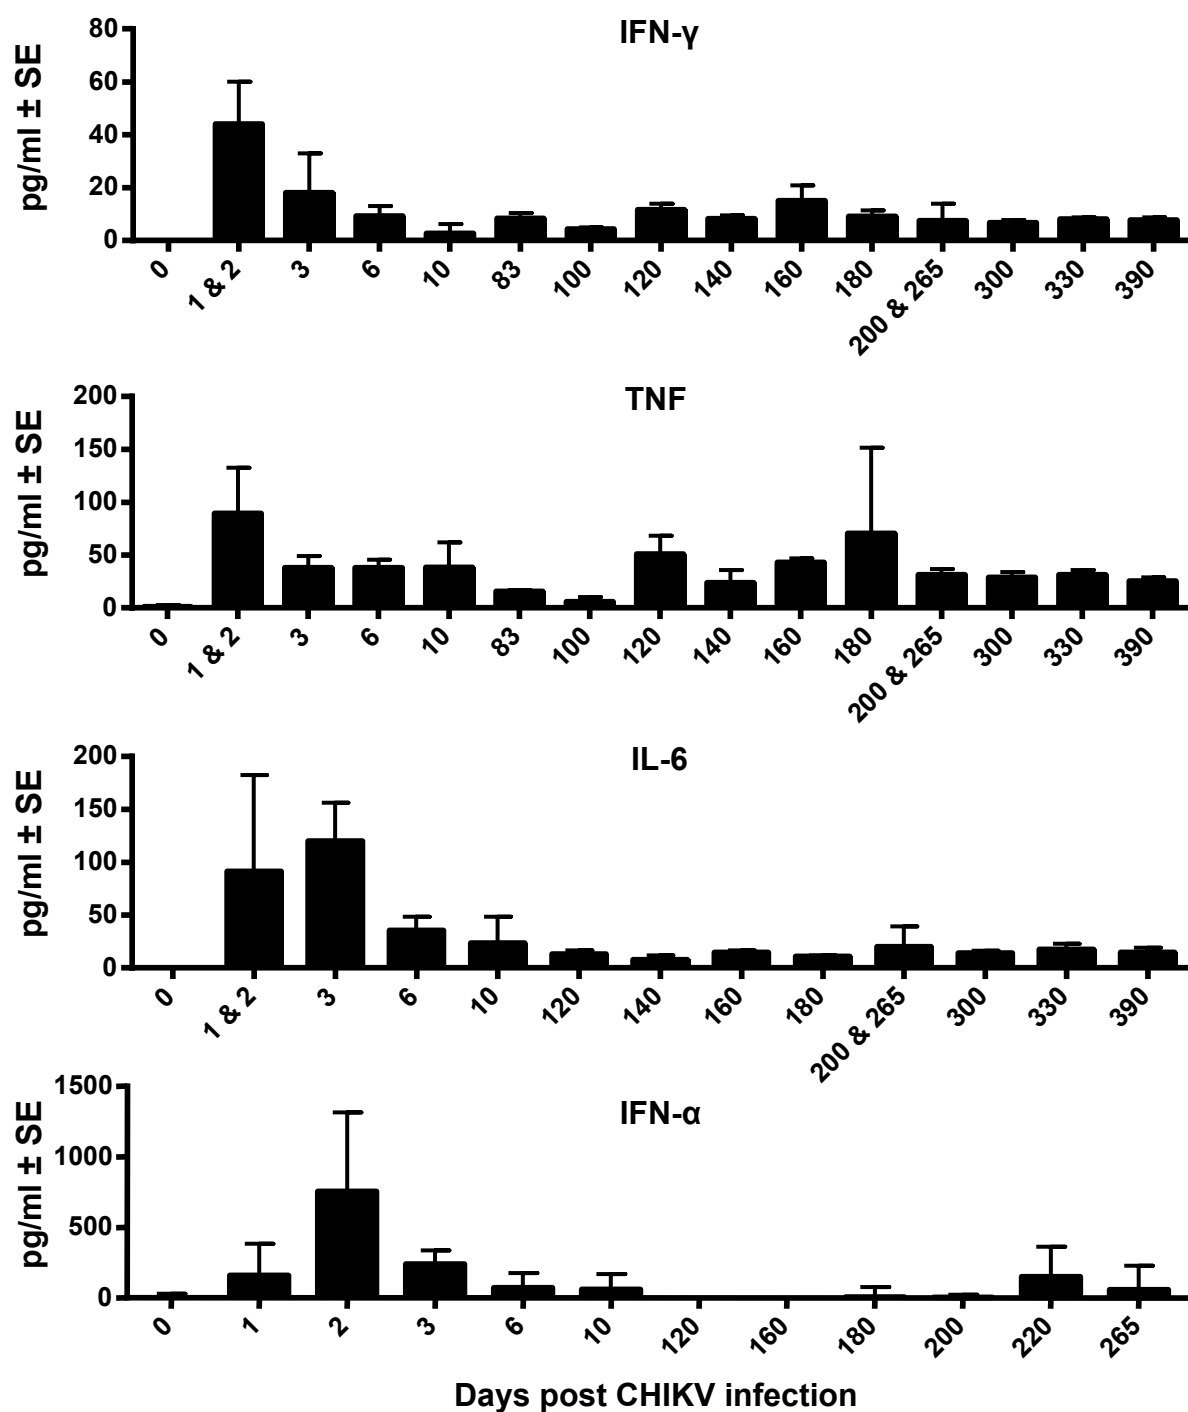 IFN-γ
pg/ml ± SE
80
60
40
20
0
0 1 & 2 3 6 10 83 100 120 140 160 180 200 & 265 300 330 390
TNF
pg/ml ± SE
200
150
100
50
0
0 1 & 2 3 6 10 83 100 120 140 160 180 200 & 265 300 330 390
IL-6
pg/ml ± SE
200
150
100
50
0
0 1 & 2 3 6 10 120 140 160 180 200 & 265 300 330 390
IFN-α
pg/ml ± SE
1500
1000
500
0
0 1 2 3 6 10 120 160 180 200 220 265
Days post CHIKV infection